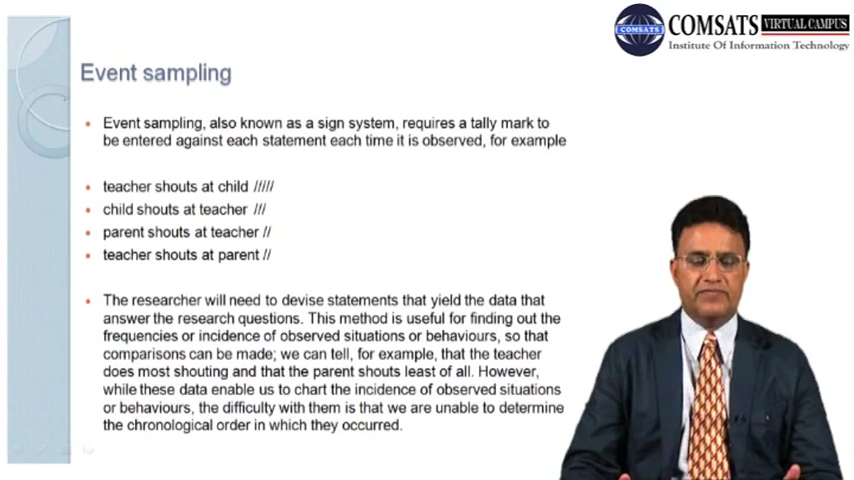 COMSATS
COMSATS VIRTUAL CAMPUS
Institute Of Information Technology
Event sampling
Event sampling, also known as a sign system, requires a tally mark to
be entered against each statement each time it is observed, for example
teacher shouts at child /////
child shouts at teacher ///
parent shouts at teacher //
teacher shouts at parent //
The researcher will need to devise statements that yield the data that
answer the research questions. This method is useful for finding out the
frequencies or incidence of observed situations or behaviours, so that
comparisons can be made; we can tell, for example, that the teacher
does most shouting and that the parent shouts least of all. However,
while these data enable us to chart the incidence of observed situations
or behaviours, the difficulty with them is that we are unable to determine
the chronological order in which they occurred.